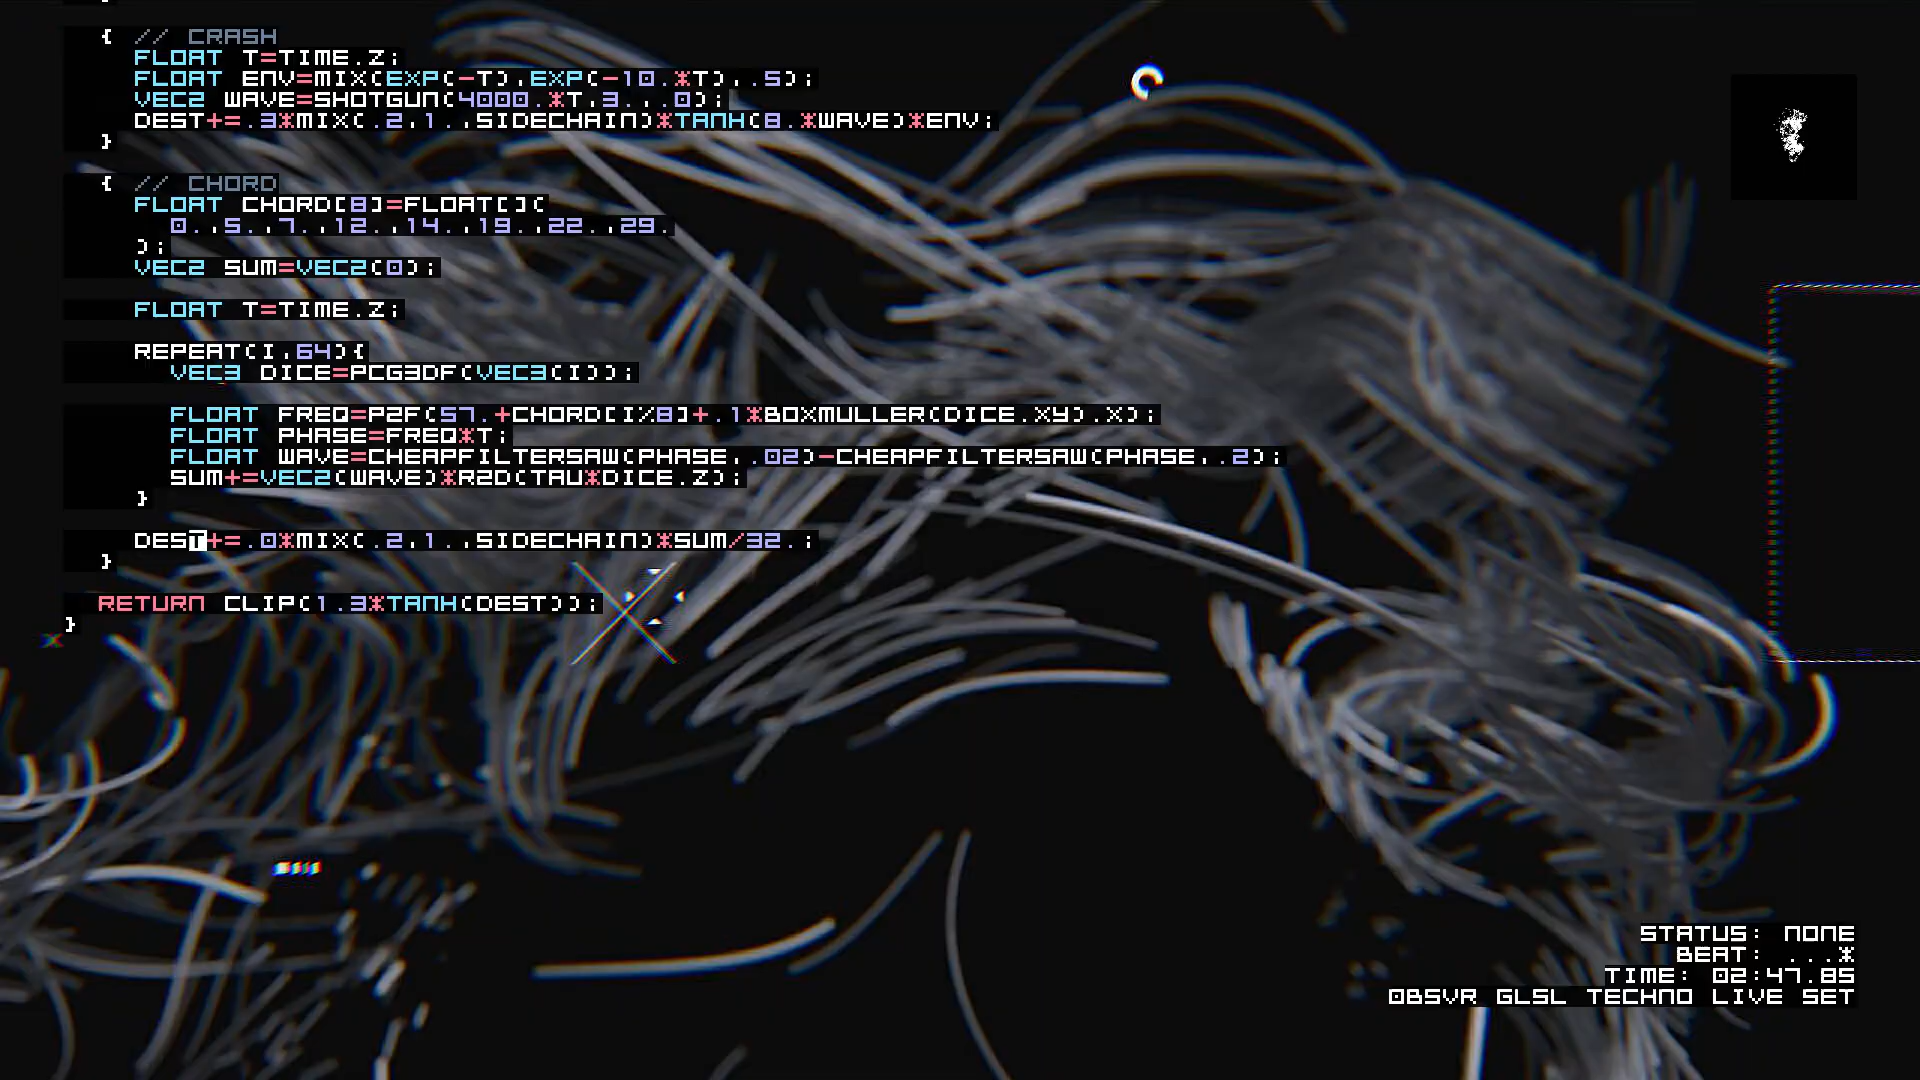 { // CRASH
FLOAT T=TIME.Z;
FLOAT ENV=MIX(EXP(-T),EXP(-10.*T),.5);
VEC2 WAVE=SHOTGUN(4000.*T,3.,.0);
DEST+=.3*MIX(.2,1.,SIDECHAIN)*TANH(8.*WAVE)*ENV;
}
{ // CHORD
FLOAT CHORD[8]=FLOAT[](
0.,5.,7.,12.,14.,19.,22.,29.
);
VEC2 SUM=VEC2(0);
FLOAT T=TIME.Z;
REPEAT(I,64){
VEC3 DICE=PCG3DF(VEC3(I));
FLOAT FREQ=P2F(57.+CHORD[I%8]+.1*BOXMULLER(DICE.XY).X);
FLOAT PHASE=FREQ*T;
FLOAT WAVE=CHEAPFILTERSAW(PHASE,.02)-CHEAPFILTERSAW(PHASE,.2);
SUM+=VEC2(WAVE)*R2D(TAU*DICE.Z);
}
DEST+=.0*MIX(.2,1.,SIDECHAIN)*SUM/32.;
}
RETURN CLIP(1.3*TANH(DEST));
}
STATUS: NONE
BEAT: ...*
TIME: 02:47.85
0BSVR GLSL TECHNO LIVE SET